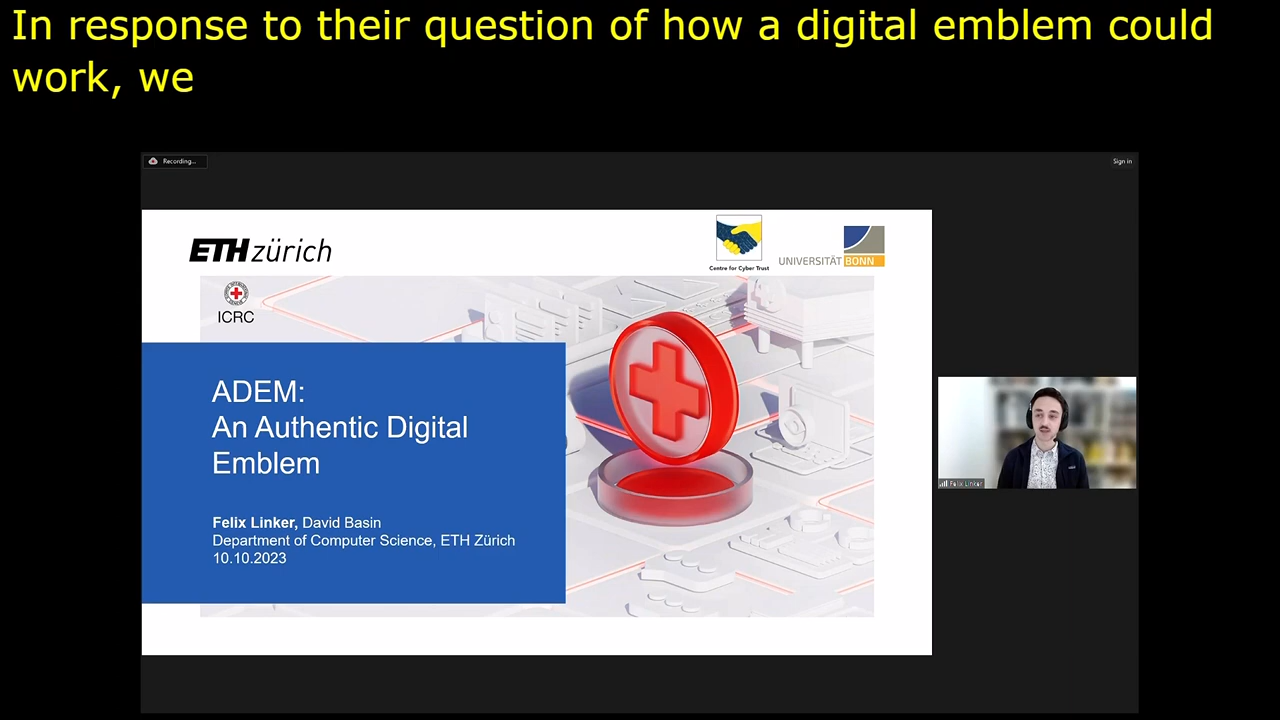 In response to their question of how a digital emblem could
work, we
Recording...
Sign in
ETH zürich
Centre for Cyber Trust
UNIVERSITÄT BONN
ICRC
ADEM:
An Authentic Digital
Emblem
Felix Linker, David Basin
Department of Computer Science, ETH Zürich
10.10.2023
Felix Linker